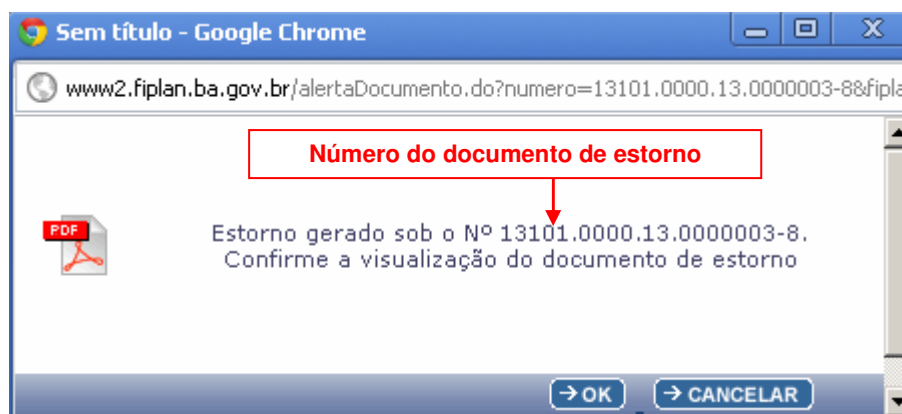 Sem título - Google Chrome
www2.fiplan.ba.gov.br/alertaDocumento.do?numero=13101.0000.13.0000003-8&fipla
Número do documento de estorno
PDF
Estorno gerado sob o Nº 13101.0000.13.0000003-8.
Confirme a visualização do documento de estorno
OK CANCELAR